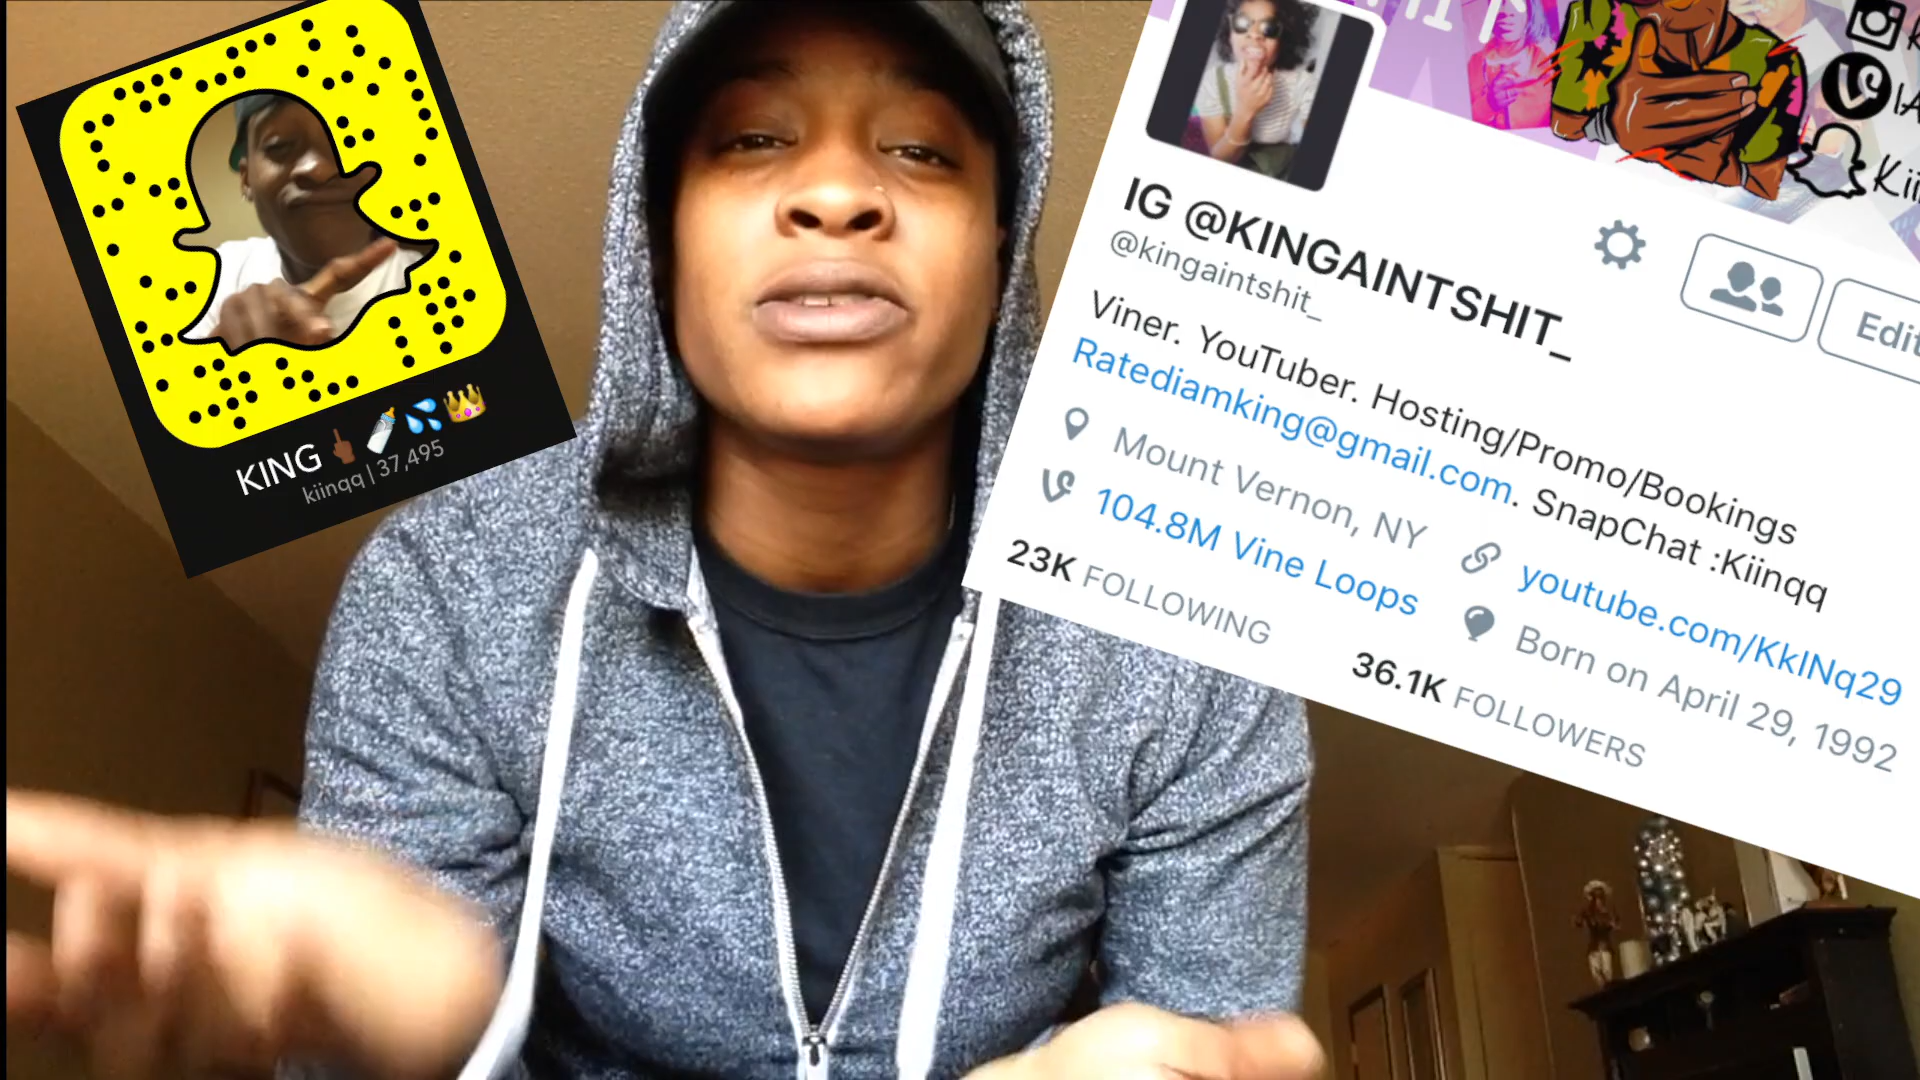 KING🖕🏿🍼💦👑
kiinqq | 37,495
IG @KINGAINTSHIT_
@kingaintshit_
Edit
Viner. YouTuber. Hosting/Promo/Bookings
Ratediamking@gmail.com. SnapChat :Kiinqq
Mount Vernon, NY
youtube.com/KkINq29
104.8M Vine Loops
Born on April 29, 1992
23K FOLLOWING
36.1K FOLLOWERS